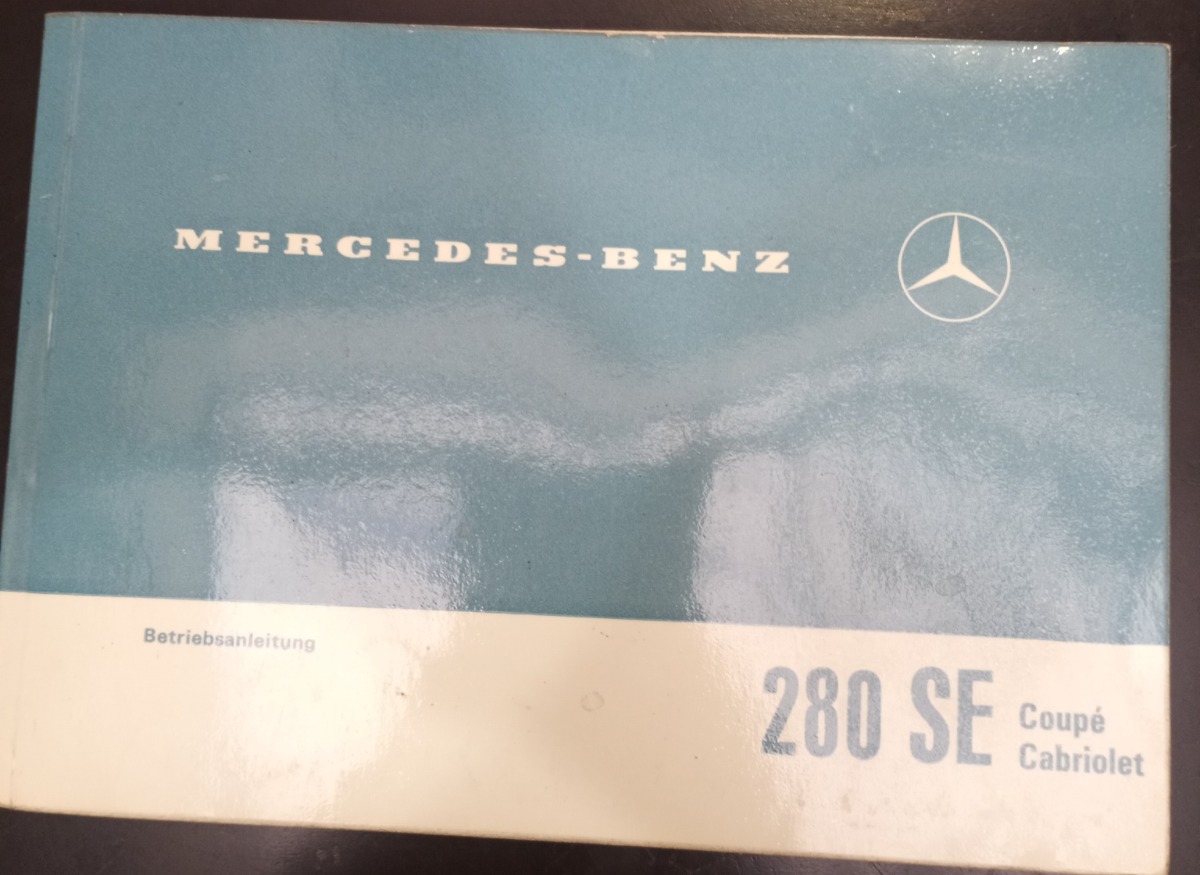 MERCEDES-BENZ
Betriebsanleitung
280 SE
Coupé
Cabriolet